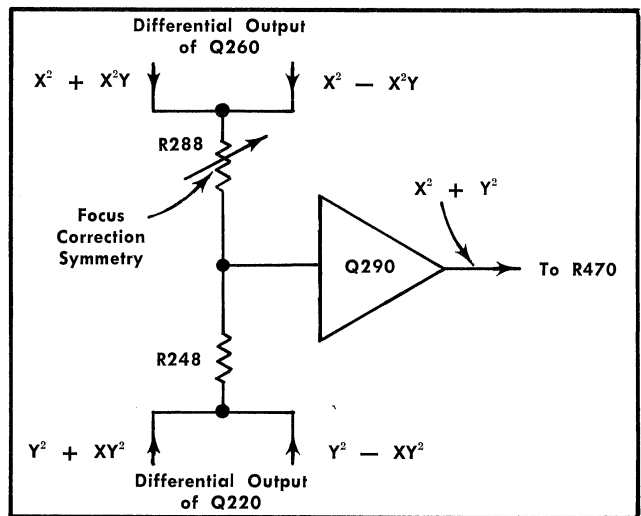 Differential Output
of Q260
X² + X²Y
X² − X²Y
R288
Focus
Correction
Symmetry
X² + Y²
Q290
To R470
R248
Y² + XY²
Y² − XY²
Differential Output
of Q220